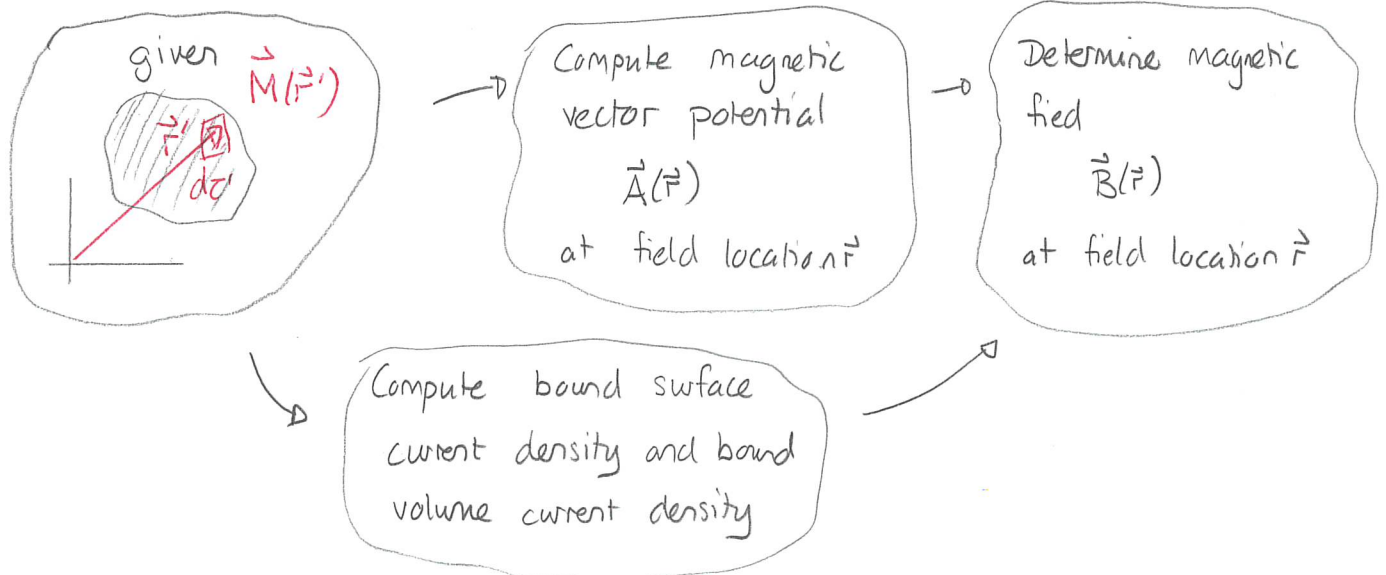 given
M⃗(r⃗')
r⃗'
dτ'
Compute magnetic
vector potential
A⃗(r⃗)
at field location r⃗
Determine magnetic
fied
B⃗(r⃗)
at field location r⃗
Compute bound surface
current density and bound
volume current density